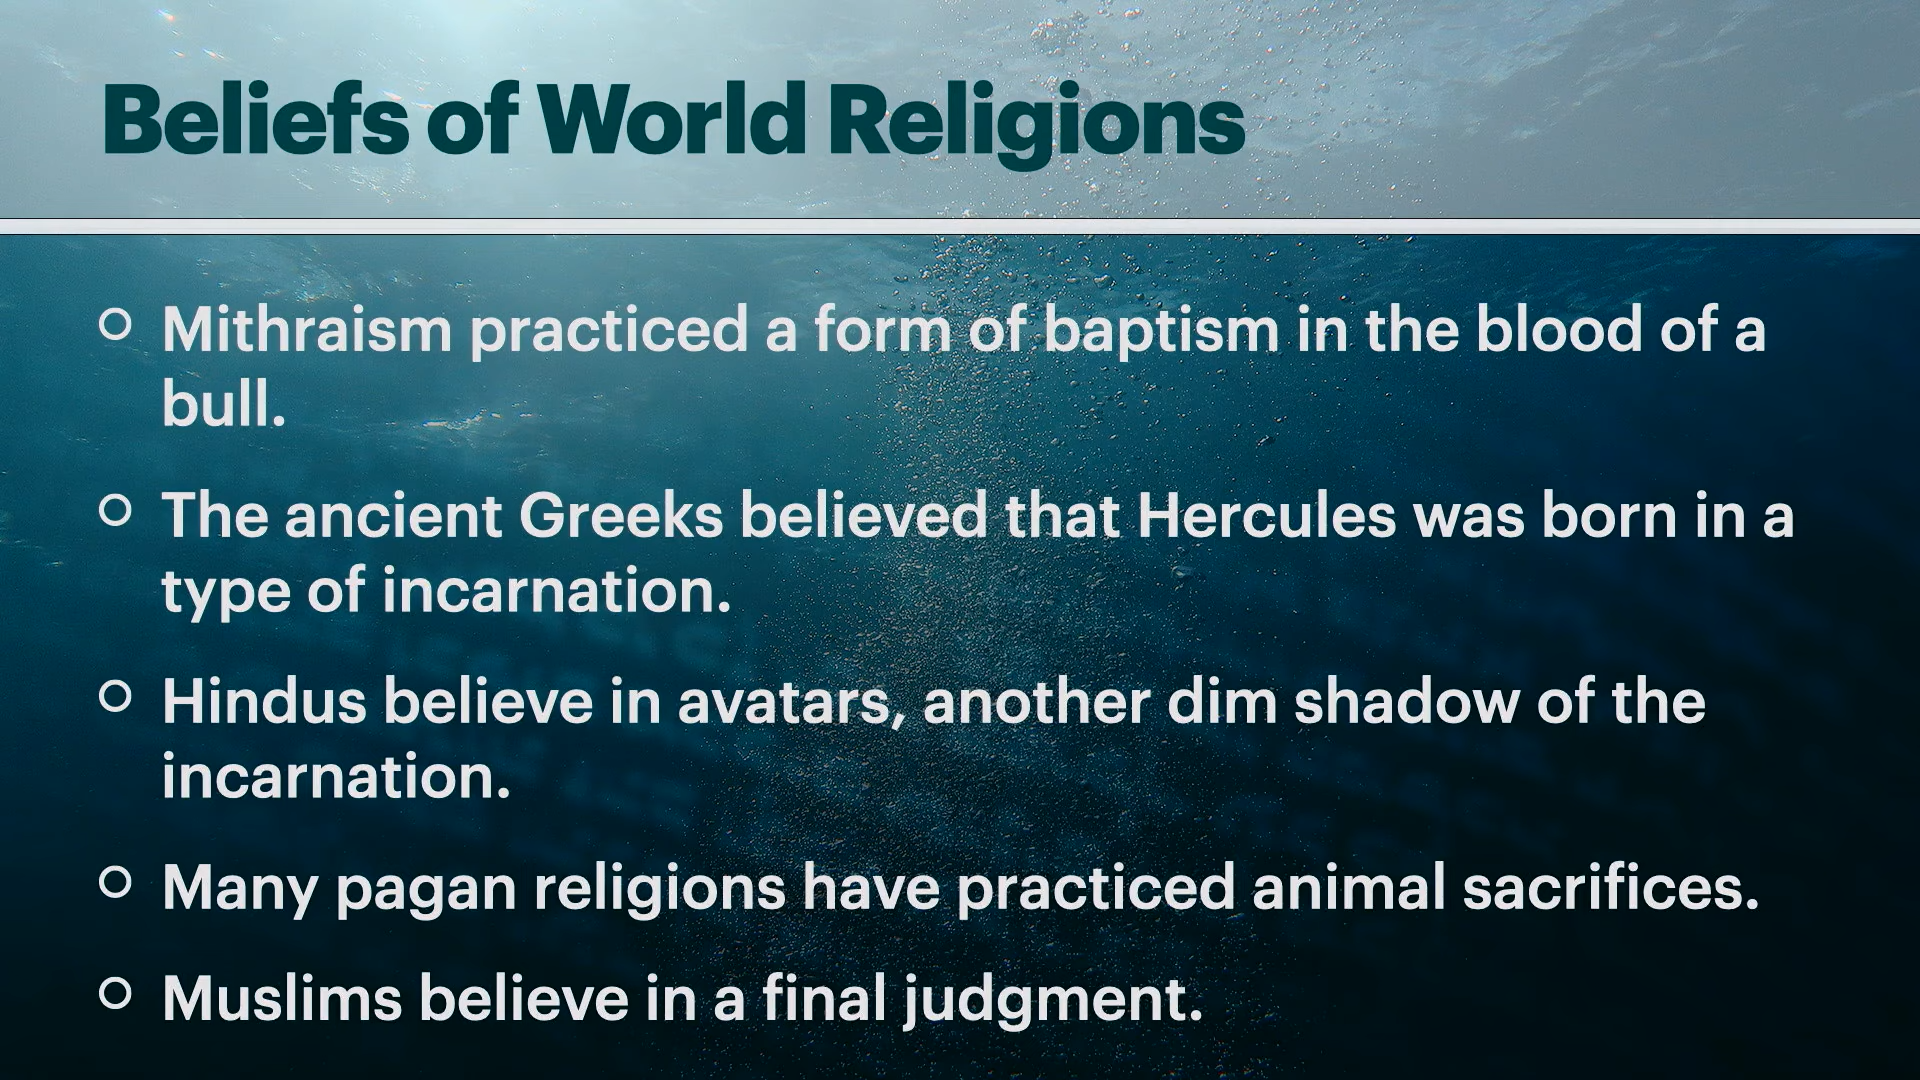 Beliefs of World Religions
Mithraism practiced a form of baptism in the blood of a
bull.
The ancient Greeks believed that Hercules was born in a
type of incarnation.
Hindus believe in avatars, another dim shadow of the
incarnation.
Many pagan religions have practiced animal sacrifices.
Muslims believe in a final judgment.